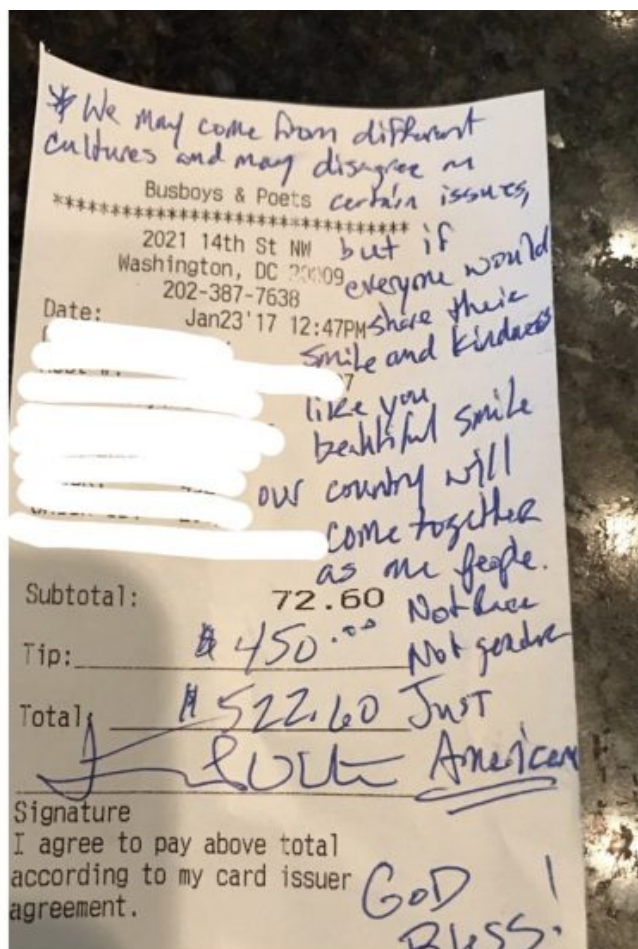 * We may come from different
cultures and may disagree on
Busboys & Poets certain issues,
*********************************
2021 14th St NW but if
Washington, DC 20009 everyone would
202-387-7638 share their
Date: Jan23'17 12:47PM
smile and kindness
7
like you
beautiful smile
our country will
come together
as one people.
Subtotal: 72.60 Not Race
Tip: $ 450.00 Not gender
Total: $ 522.60 Just
American
Signature
I agree to pay above total
according to my card issuer
agreement.
GOD
BLESS!